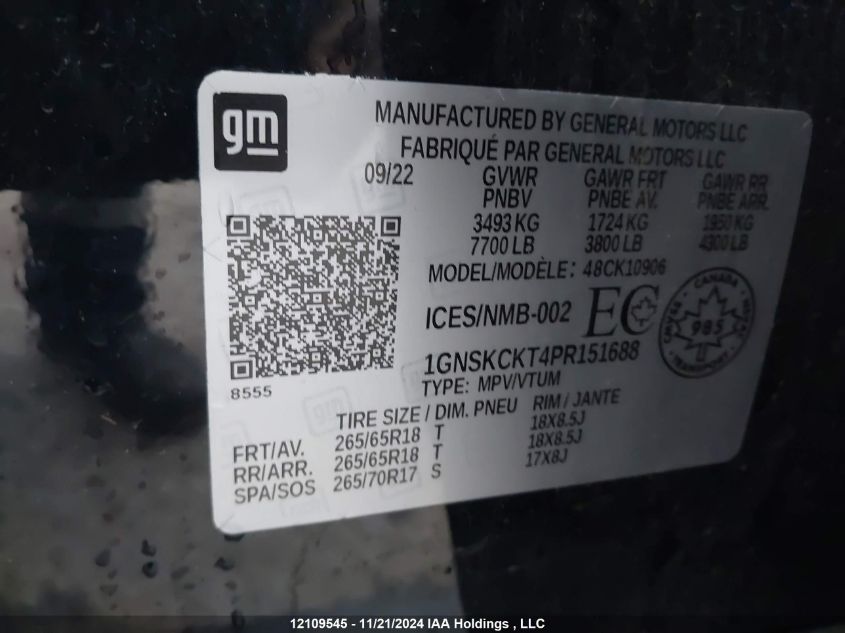 gm
MANUFACTURED BY GENERAL MOTORS LLC
FABRIQUÉ PAR GENERAL MOTORS LLC
09/22 GVWR GAWR FRT GAWR RR
PNBV PNBE AV. PNBE ARR.
3493 KG 1724 KG 1950 KG
7700 LB 3800 LB 4300 LB
MODEL/MODÈLE: 48CK10906
ICES/NMB-002 EC
CANADA
985
1GNSKCKT4PR151688
TYPE: MPV/VTUM
8555
TIRE SIZE / DIM. PNEU RIM / JANTE
FRT/AV. 265/65R18 T 18X8.5J
RR/ARR. 265/65R18 T 18X8.5J
SPA/SOS 265/70R17 S 17X8J
12109545 - 11/21/2024 IAA Holdings , LLC